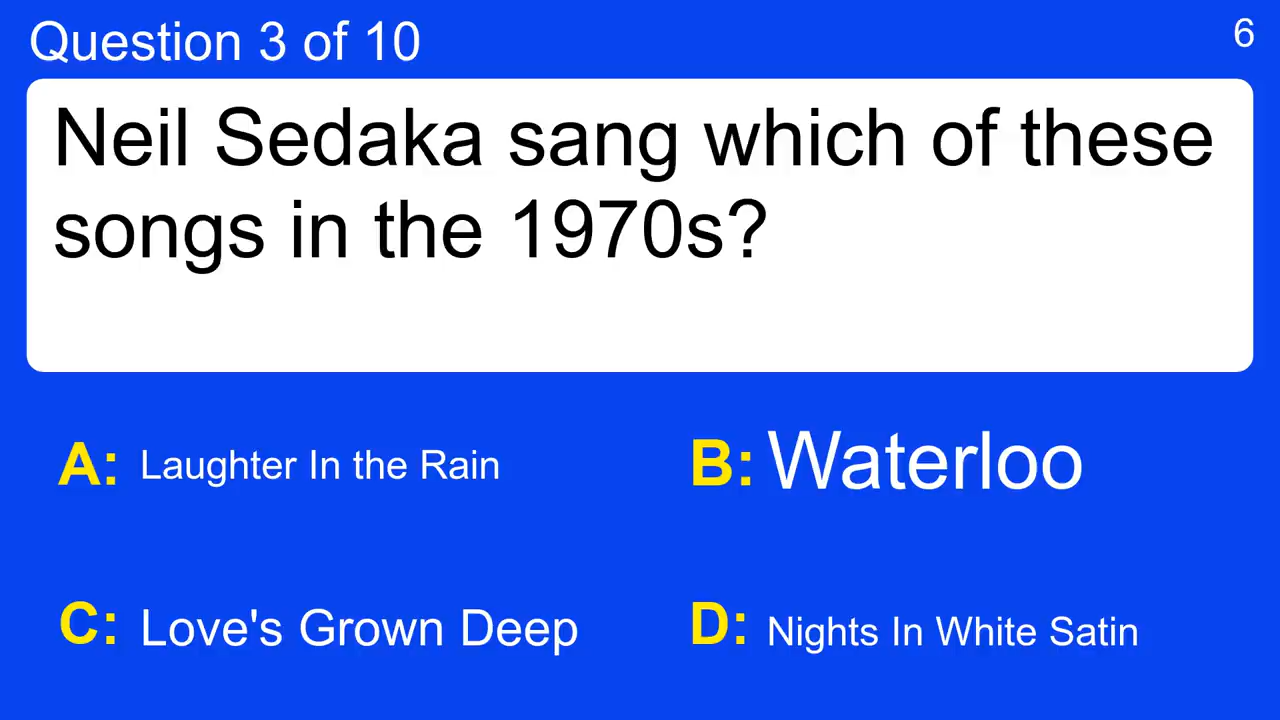 Question 3 of 10
6
Neil Sedaka sang which of these
songs in the 1970s?
A: Laughter In the Rain
B: Waterloo
C: Love's Grown Deep
D: Nights In White Satin